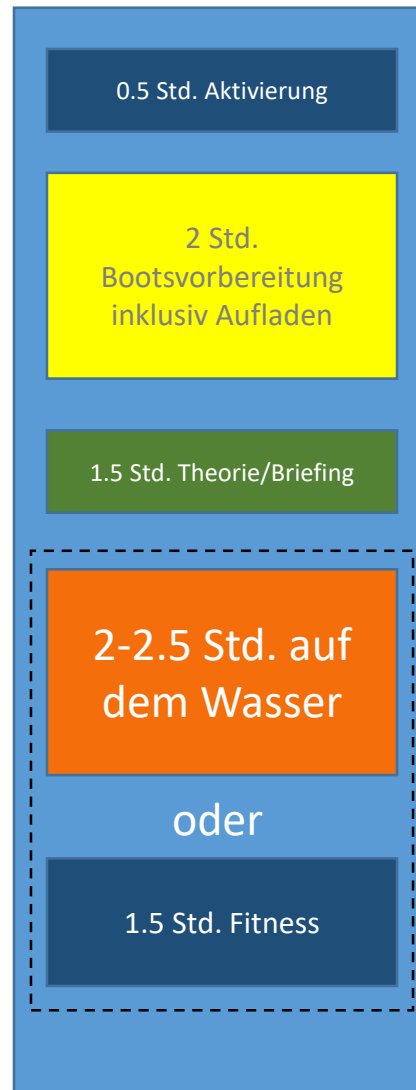 0.5 Std. Aktivierung
2 Std.
Bootsvorbereitung
inklusiv Aufladen
1.5 Std. Theorie/Briefing
2-2.5 Std. auf
dem Wasser
oder
1.5 Std. Fitness